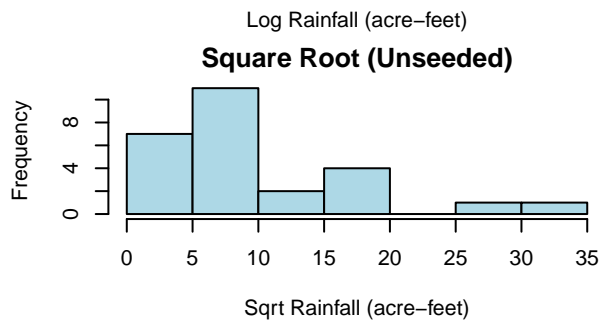 Log Rainfall (acre−feet)
Square Root (Unseeded)
Frequency
8
4
0
0 5 10 15 20 25 30 35
Sqrt Rainfall (acre−feet)